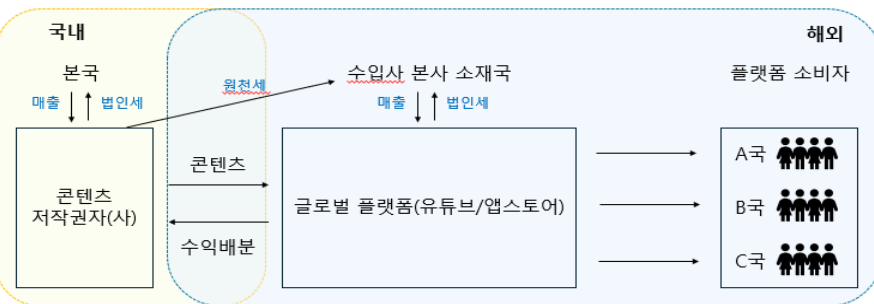 국내
해외
본국
원천세
수입사 본사 소재국
플랫폼 소비자
매출
법인세
매출
법인세
콘텐츠
저작권자(사)
콘텐츠
수익배분
글로벌 플랫폼(유튜브/앱스토어)
A국
B국
C국